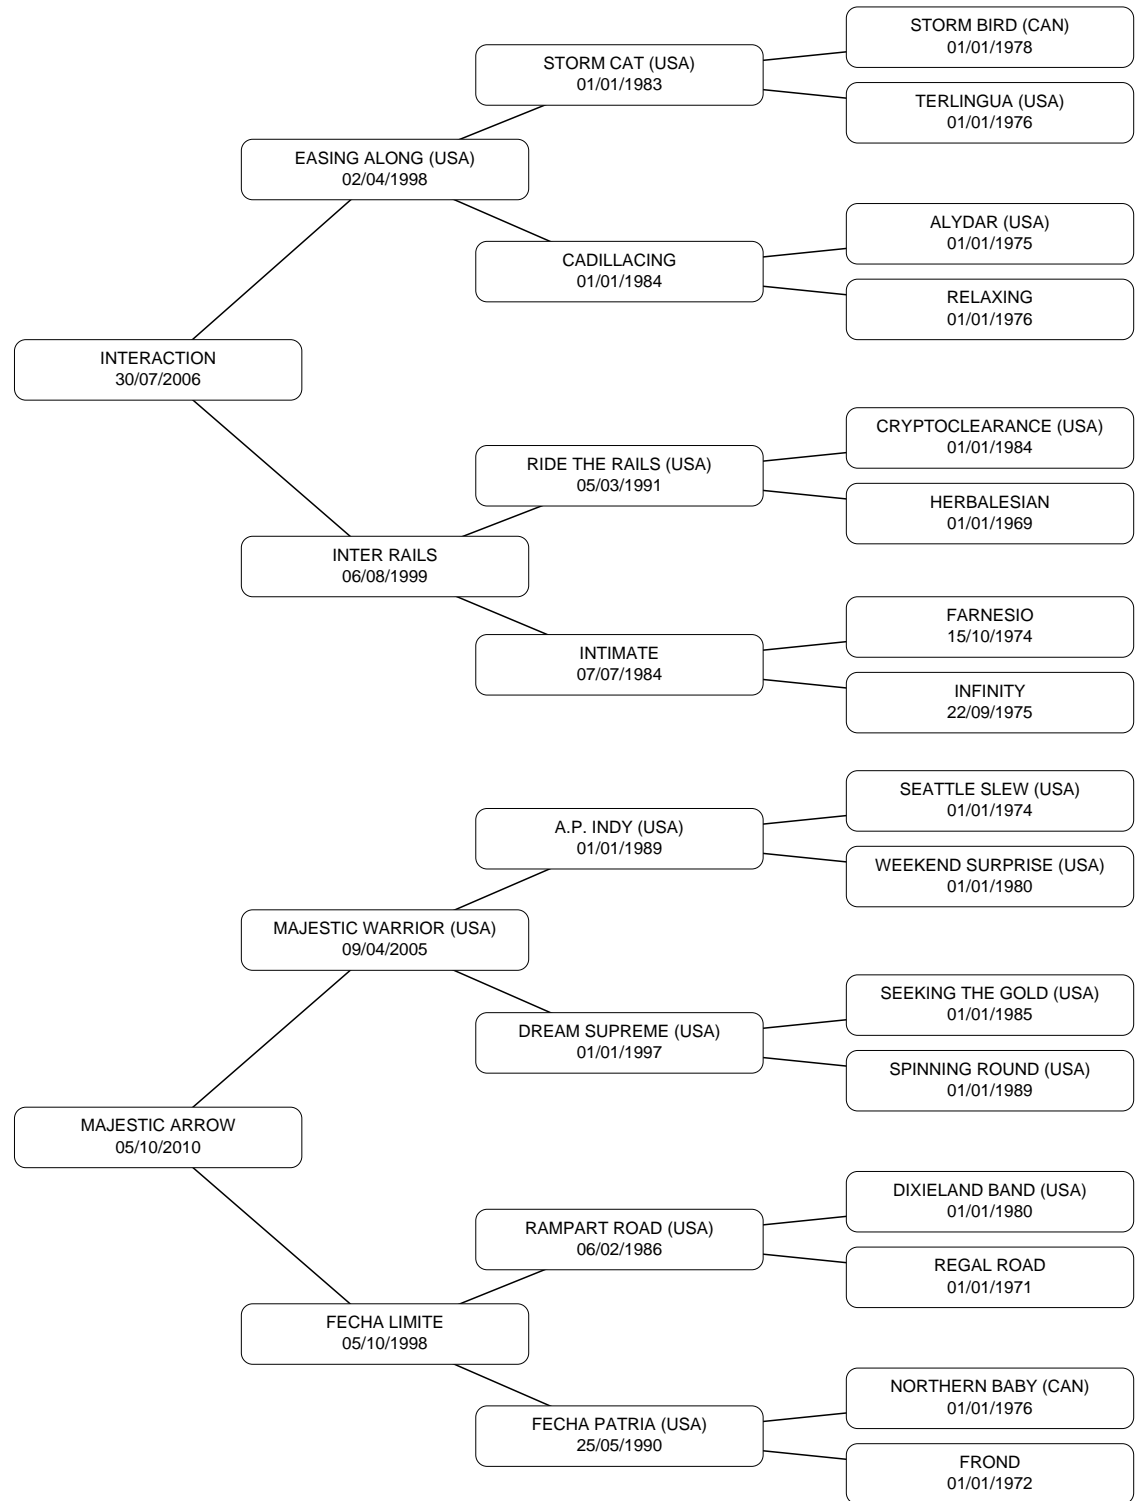 STORM BIRD (CAN)
01/01/1978
STORM CAT (USA)
01/01/1983
TERLINGUA (USA)
01/01/1976
EASING ALONG (USA)
02/04/1998
ALYDAR (USA)
01/01/1975
CADILLACING
01/01/1984
RELAXING
01/01/1976
INTERACTION
30/07/2006
CRYPTOCLEARANCE (USA)
01/01/1984
RIDE THE RAILS (USA)
05/03/1991
HERBALESIAN
01/01/1969
INTER RAILS
06/08/1999
FARNESIO
15/10/1974
INTIMATE
07/07/1984
INFINITY
22/09/1975
SEATTLE SLEW (USA)
01/01/1974
A.P. INDY (USA)
01/01/1989
WEEKEND SURPRISE (USA)
01/01/1980
MAJESTIC WARRIOR (USA)
09/04/2005
SEEKING THE GOLD (USA)
01/01/1985
DREAM SUPREME (USA)
01/01/1997
SPINNING ROUND (USA)
01/01/1989
MAJESTIC ARROW
05/10/2010
DIXIELAND BAND (USA)
01/01/1980
RAMPART ROAD (USA)
06/02/1986
REGAL ROAD
01/01/1971
FECHA LIMITE
05/10/1998
NORTHERN BABY (CAN)
01/01/1976
FECHA PATRIA (USA)
25/05/1990
FROND
01/01/1972